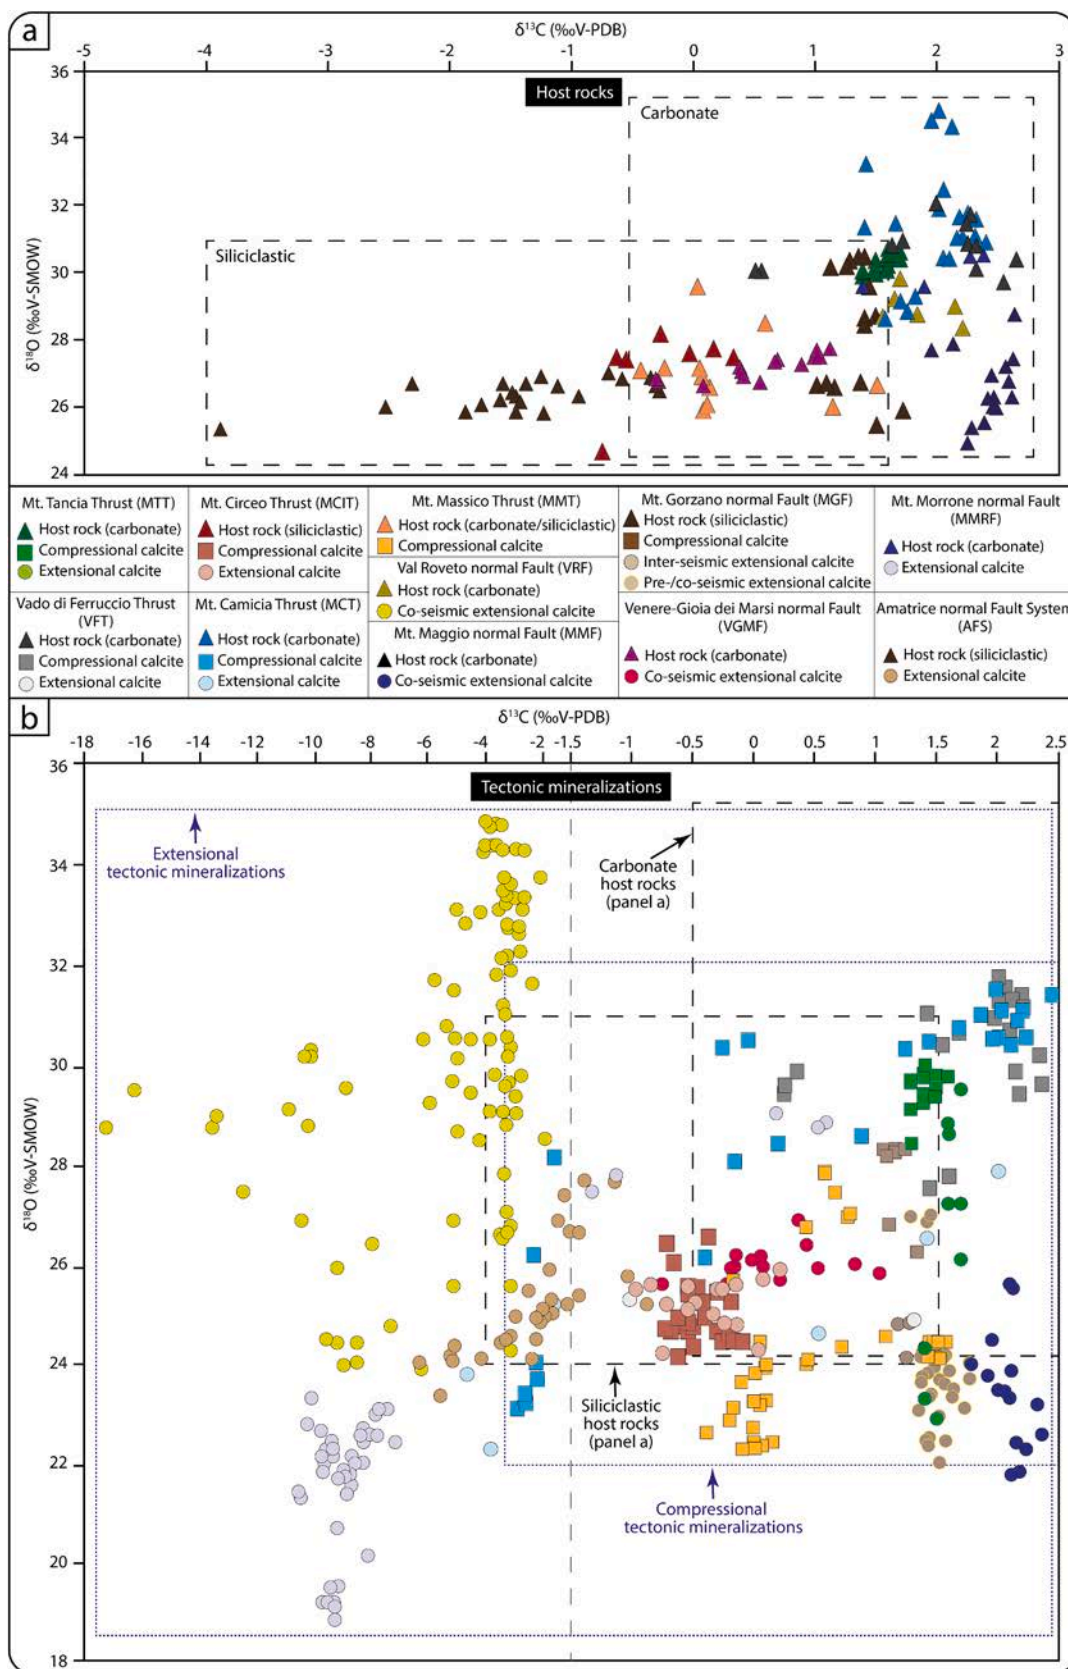 a
δ13C (‰V-PDB)
-5 -4 -3 -2 -1 0 1 2 3
36
34
32
30
28
26
24
δ18O (‰V-SMOW)
Host rocks
Carbonate
Siliciclastic
Mt. Tancia Thrust (MTT)
Host rock (carbonate)
Compressional calcite
Extensional calcite
Vado di Ferruccio Thrust
(VFT)
Host rock (carbonate)
Compressional calcite
Extensional calcite
Mt. Circeo Thrust (MCIT)
Host rock (siliciclastic)
Compressional calcite
Extensional calcite
Mt. Camicia Thrust (MCT)
Host rock (carbonate)
Compressional calcite
Extensional calcite
Mt. Massico Thrust (MMT)
Host rock (carbonate/siliciclastic)
Compressional calcite
Val Roveto normal Fault (VRF)
Host rock (carbonate)
Co-seismic extensional calcite
Mt. Maggio normal Fault (MMF)
Host rock (carbonate)
Co-seismic extensional calcite
Mt. Gorzano normal Fault (MGF)
Host rock (siliciclastic)
Compressional calcite
Inter-seismic extensional calcite
Pre-/co-seismic extensional calcite
Venere-Gioia dei Marsi normal Fault
(VGMF)
Host rock (carbonate)
Co-seismic extensional calcite
Mt. Morrone normal Fault
(MMRF)
Host rock (carbonate)
Extensional calcite
Amatrice normal Fault System
(AFS)
Host rock (siliciclastic)
Extensional calcite
b
δ13C (‰V-PDB)
-18 -16 -14 -12 -10 -8 -6 -4 -2 -1.5 -1 -0.5 0 0.5 1 1.5 2 2.5
36
34
32
30
28
26
24
22
20
18
δ18O (‰V-SMOW)
Tectonic mineralizations
Extensional
tectonic mineralizations
Carbonate
host rocks
(panel a)
Siliciclastic
host rocks
(panel a)
Compressional
tectonic mineralizations